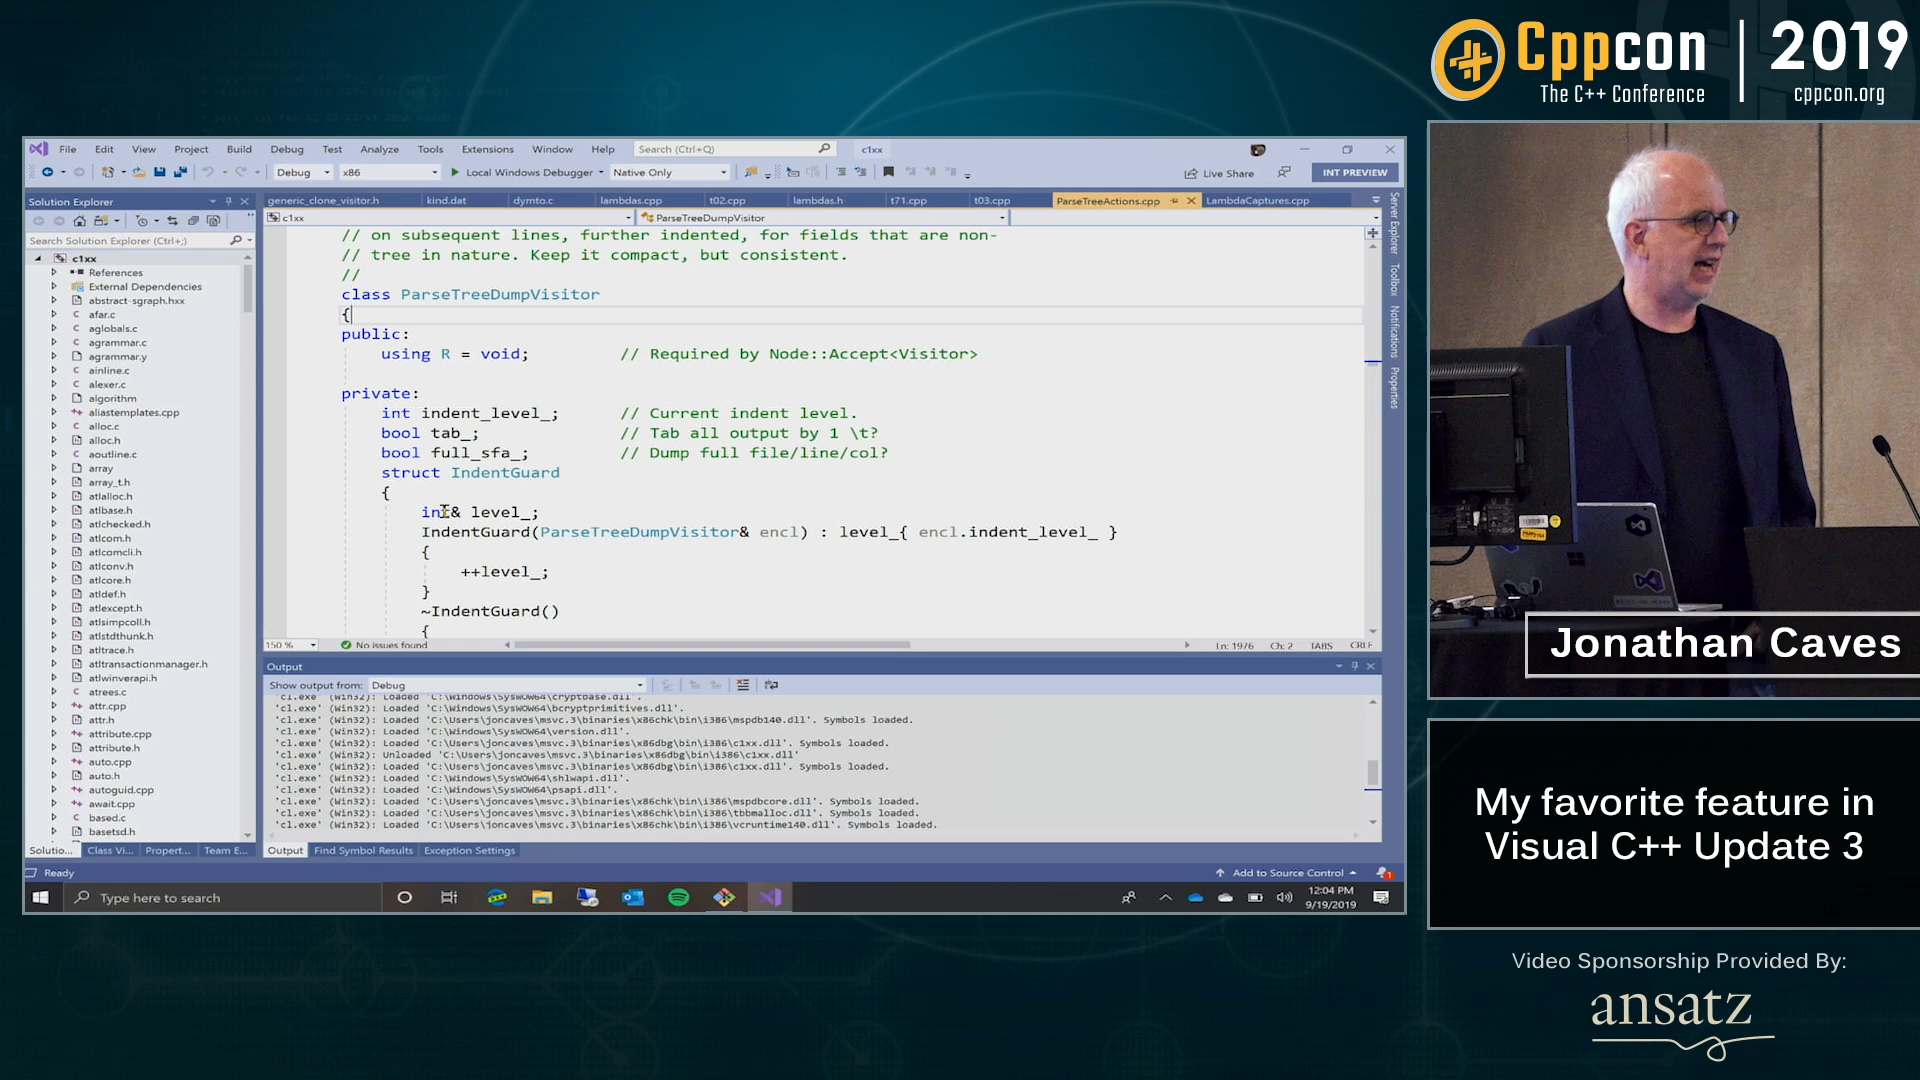 Cppcon
The C++ Conference
2019
cppcon.org
File Edit View Project Build Debug Test Analyze Tools Extensions Window Help Search (Ctrl+Q) c1xx
Debug x86 Local Windows Debugger Native Only Live Share INT PREVIEW
Solution Explorer
generic_clone_visitor.h kind.dat dymto.c lambdas.cpp t02.cpp lambdas.h t71.cpp t03.cpp ParseTreeActions.cpp LambdaCaptures.cpp
c1xx ParseTreeDumpVisitor
Search Solution Explorer (Ctrl+;)
c1xx
References
External Dependencies
abstract-sgraph.hxx
afar.c
aglobals.c
agrammar.c
agrammar.y
ainline.c
alexer.c
algorithm
aliastemplates.cpp
alloc.c
alloc.h
aoutline.c
array
array_t.h
atlalloc.h
atlbase.h
atlchecked.h
atlcom.h
atlcomcli.h
atlconv.h
atlcore.h
atldef.h
atlexcept.h
atlsimpcoll.h
atlstdthunk.h
atltrace.h
atltransactionmanager.h
atlwinverapi.h
atrees.c
attr.cpp
attr.h
attribute.cpp
attribute.h
auto.cpp
auto.h
autoguid.cpp
await.cpp
based.c
basetsd.h
Solutio... Class Vi... Propert... Team E...
// on subsequent lines, further indented, for fields that are non-
// tree in nature. Keep it compact, but consistent.
//
class ParseTreeDumpVisitor
{
public:
using R = void; // Required by Node::Accept<Visitor>
private:
int indent_level_; // Current indent level.
bool tab_; // Tab all output by 1 \t?
bool full_sfa_; // Dump full file/line/col?
struct IndentGuard
{
int& level_;
IndentGuard(ParseTreeDumpVisitor& encl) : level_{ encl.indent_level_ }
{
++level_;
}
~IndentGuard()
{
150 % No issues found Ln: 1976 Ch: 2 TABS CRLF
Server Explorer
Toolbox
Notifications
Properties
Output
Show output from: Debug
'cl.exe' (Win32): Loaded 'C:\Windows\SysWOW64\cryptbase.dll'.
'cl.exe' (Win32): Loaded 'C:\Windows\SysWOW64\bcryptprimitives.dll'.
'cl.exe' (Win32): Loaded 'C:\Users\joncaves\msvc.3\binaries\x86chk\bin\i386\mspdb140.dll'. Symbols loaded.
'cl.exe' (Win32): Loaded 'C:\Windows\SysWOW64\version.dll'.
'cl.exe' (Win32): Loaded 'C:\Users\joncaves\msvc.3\binaries\x86dbg\bin\i386\c1xx.dll'. Symbols loaded.
'cl.exe' (Win32): Unloaded 'C:\Users\joncaves\msvc.3\binaries\x86dbg\bin\i386\c1xx.dll'
'cl.exe' (Win32): Loaded 'C:\Users\joncaves\msvc.3\binaries\x86dbg\bin\i386\c1xx.dll'. Symbols loaded.
'cl.exe' (Win32): Loaded 'C:\Windows\SysWOW64\shlwapi.dll'.
'cl.exe' (Win32): Loaded 'C:\Windows\SysWOW64\psapi.dll'.
'cl.exe' (Win32): Loaded 'C:\Users\joncaves\msvc.3\binaries\x86chk\bin\i386\mspdbcore.dll'. Symbols loaded.
'cl.exe' (Win32): Loaded 'C:\Users\joncaves\msvc.3\binaries\x86chk\bin\i386\tbbmalloc.dll'. Symbols loaded.
'cl.exe' (Win32): Loaded 'C:\Users\joncaves\msvc.3\binaries\x86chk\bin\i386\vcruntime140.dll'. Symbols loaded.
Output Find Symbol Results Exception Settings
Ready Add to Source Control 1
Type here to search
12:04 PM
9/19/2019
Jonathan Caves
My favorite feature in
Visual C++ Update 3
Video Sponsorship Provided By:
ansatz